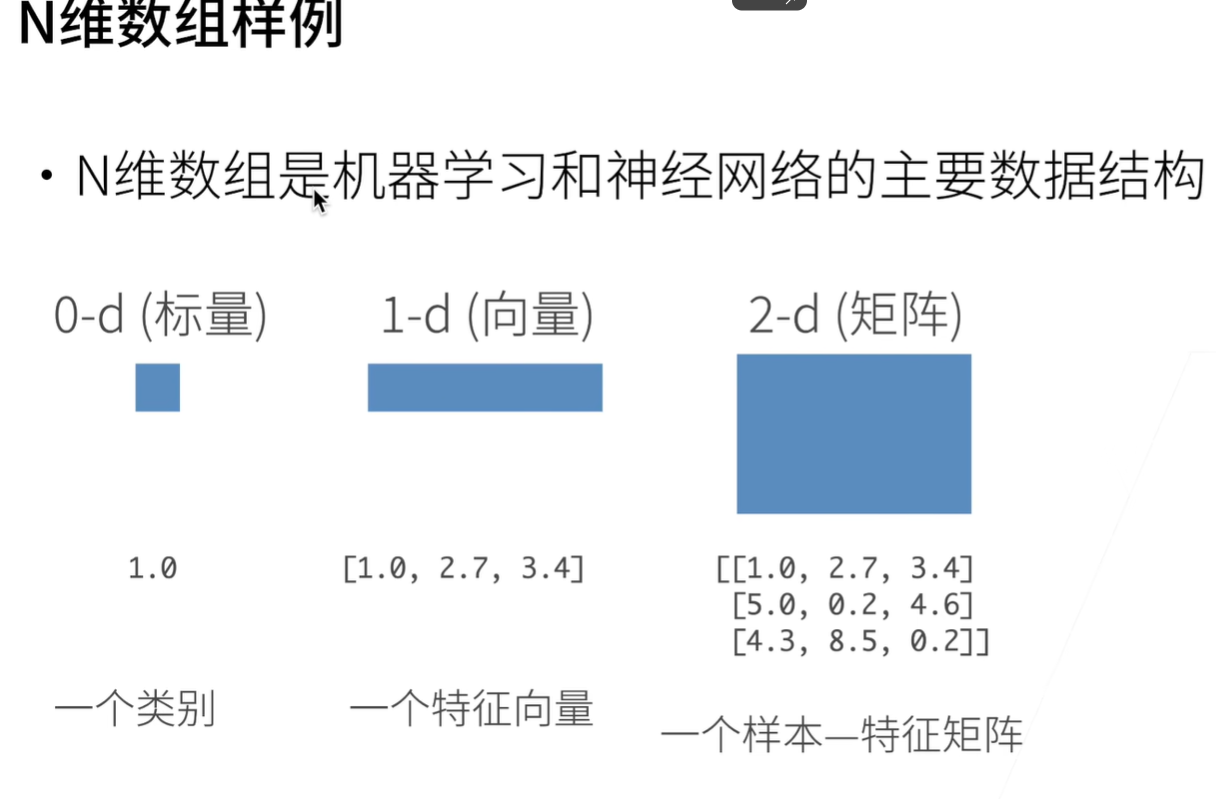 N维数组样例
• N维数组是机器学习和神经网络的主要数据结构
0-d (标量)
1-d (向量)
2-d (矩阵)
1.0
[1.0, 2.7, 3.4]
[[1.0, 2.7, 3.4]
[5.0, 0.2, 4.6]
[4.3, 8.5, 0.2]]
一个类别
一个特征向量
一个样本—特征矩阵